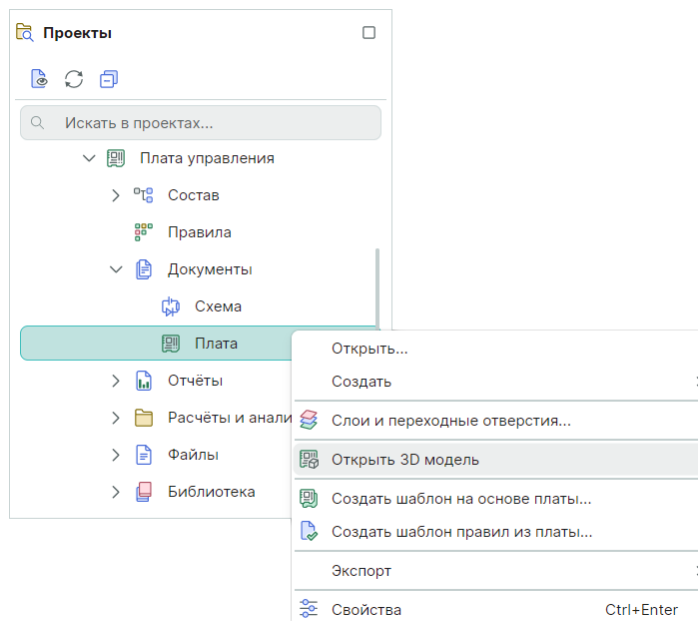 Проекты
Искать в проектах...
Плата управления
Состав
Правила
Документы
Схема
Плата
Отчёты
Расчёты и анали
Файлы
Библиотека
Открыть...
Создать
Слои и переходные отверстия...
Открыть 3D модель
Создать шаблон на основе платы...
Создать шаблон правил из платы...
Экспорт
Свойства Ctrl+Enter